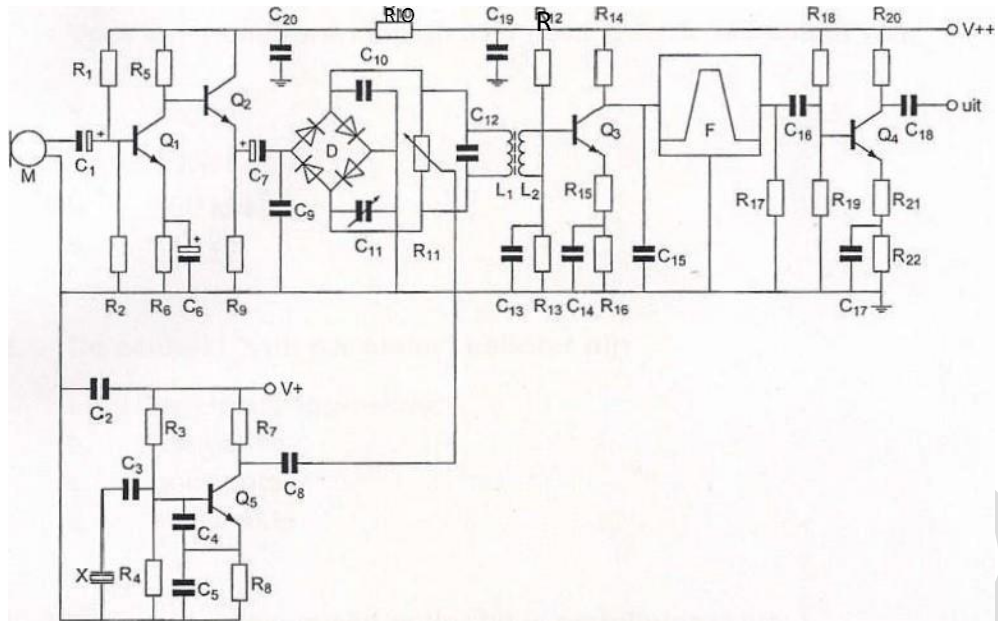 C20 R10 C19 R12 R14 R18 R20
V++
R1 R5 C10
Q2 C12 uit
Q1 D Q3 F C16 Q4 C18
M C1 C7
L1 L2 R15 R17 R19 R21
C9 C11 R11
C15 R22
R2 R6 C6 R9 C13 R13 C14 R16 C17
V+
C2
R3 R7
C3 C8
Q5
C4
X R4 C5 R8